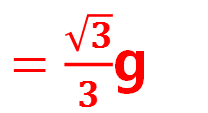 = √3/3 g